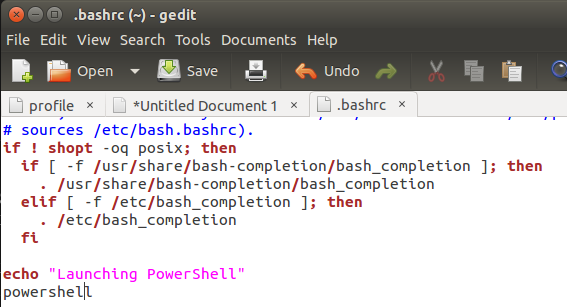 .bashrc (~) - gedit
File Edit View Search Tools Documents Help
Open Save Undo
profile × *Untitled Document 1 × .bashrc ×
# sources /etc/bash.bashrc).
if ! shopt -oq posix; then
  if [ -f /usr/share/bash-completion/bash_completion ]; then
    . /usr/share/bash-completion/bash_completion
  elif [ -f /etc/bash_completion ]; then
    . /etc/bash_completion
  fi
echo "Launching PowerShell"
powershell